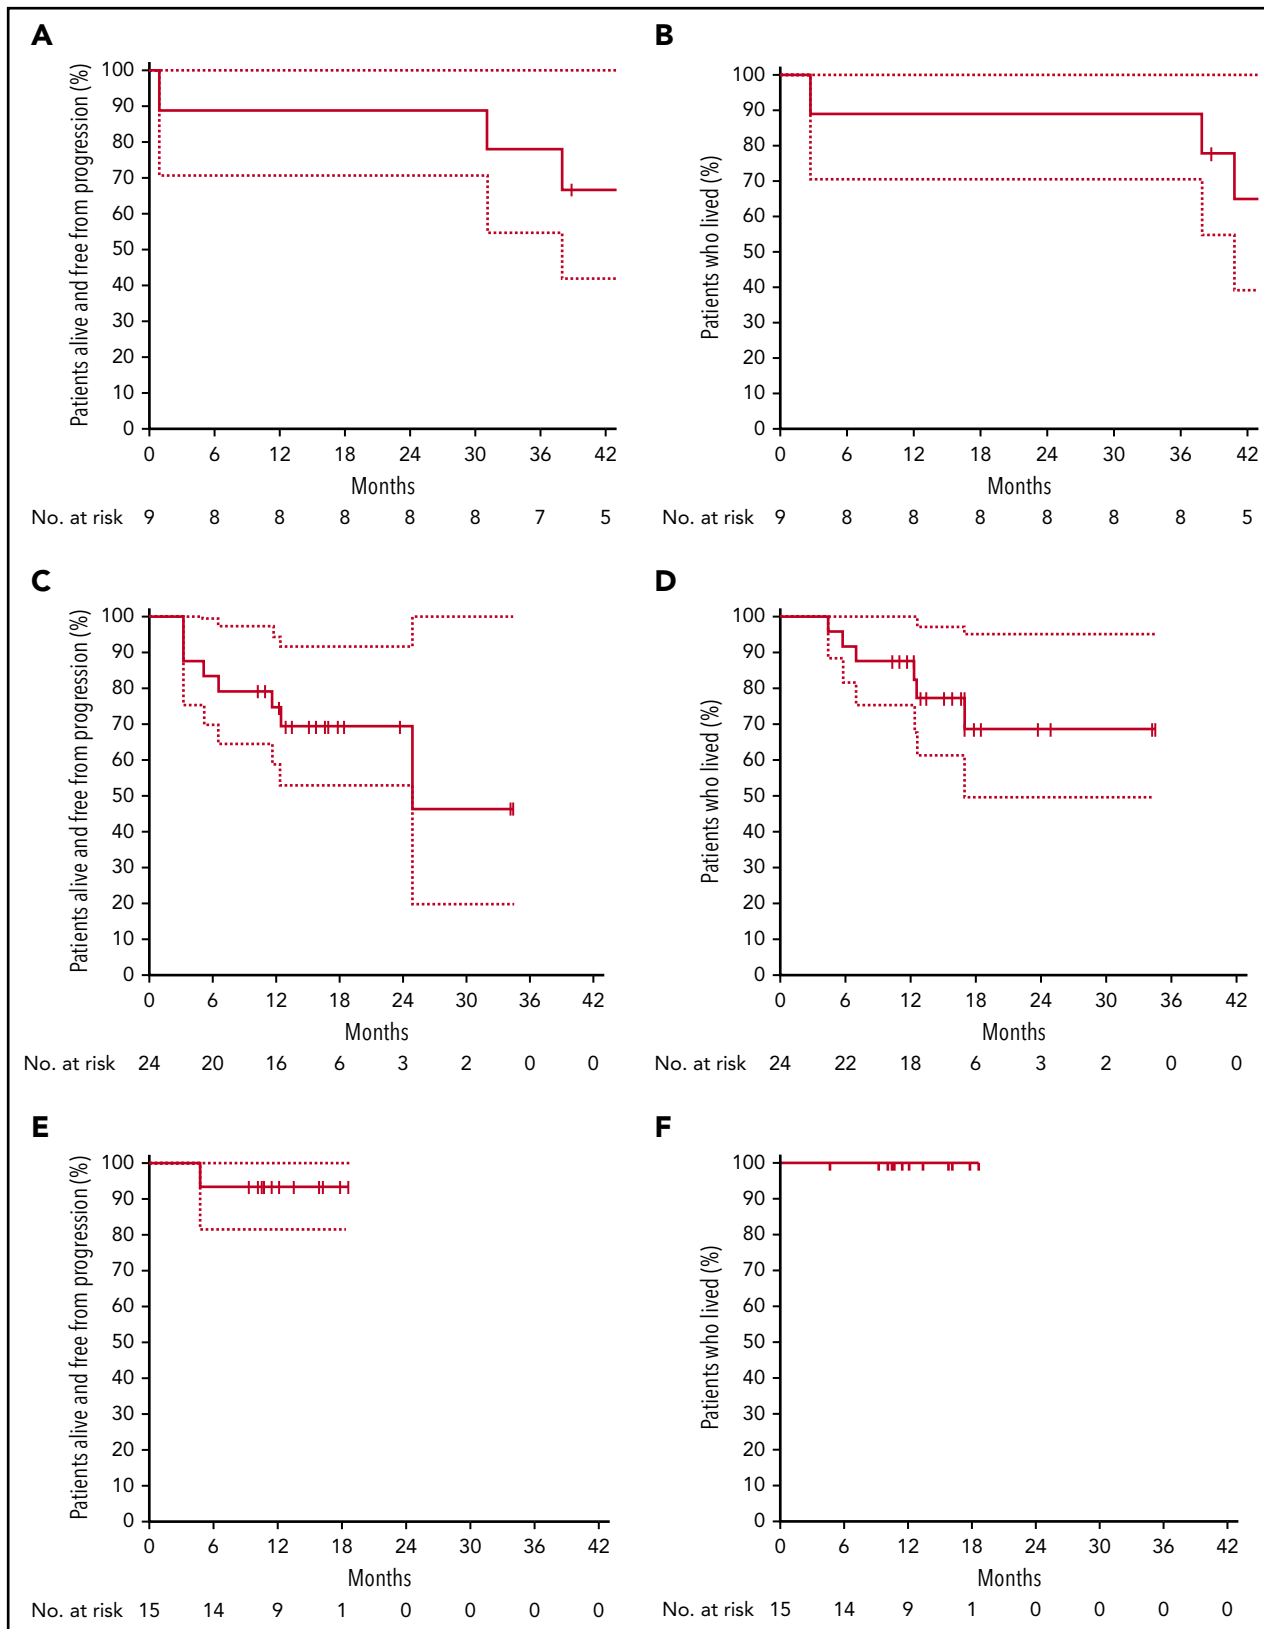 A
Patients alive and free from progression (%)
100
90
80
70
60
50
40
30
20
10
0
0 6 12 18 24 30 36 42
Months
No. at risk 9 8 8 8 8 8 7 5
B
Patients who lived (%)
100
90
80
70
60
50
40
30
20
10
0
0 6 12 18 24 30 36 42
Months
No. at risk 9 8 8 8 8 8 8 5
C
Patients alive and free from progression (%)
100
90
80
70
60
50
40
30
20
10
0
0 6 12 18 24 30 36 42
Months
No. at risk 24 20 16 6 3 2 0 0
D
Patients who lived (%)
100
90
80
70
60
50
40
30
20
10
0
0 6 12 18 24 30 36 42
Months
No. at risk 24 22 18 6 3 2 0 0
E
Patients alive and free from progression (%)
100
90
80
70
60
50
40
30
20
10
0
0 6 12 18 24 30 36 42
Months
No. at risk 15 14 9 1 0 0 0 0
F
Patients who lived (%)
100
90
80
70
60
50
40
30
20
10
0
0 6 12 18 24 30 36 42
Months
No. at risk 15 14 9 1 0 0 0 0